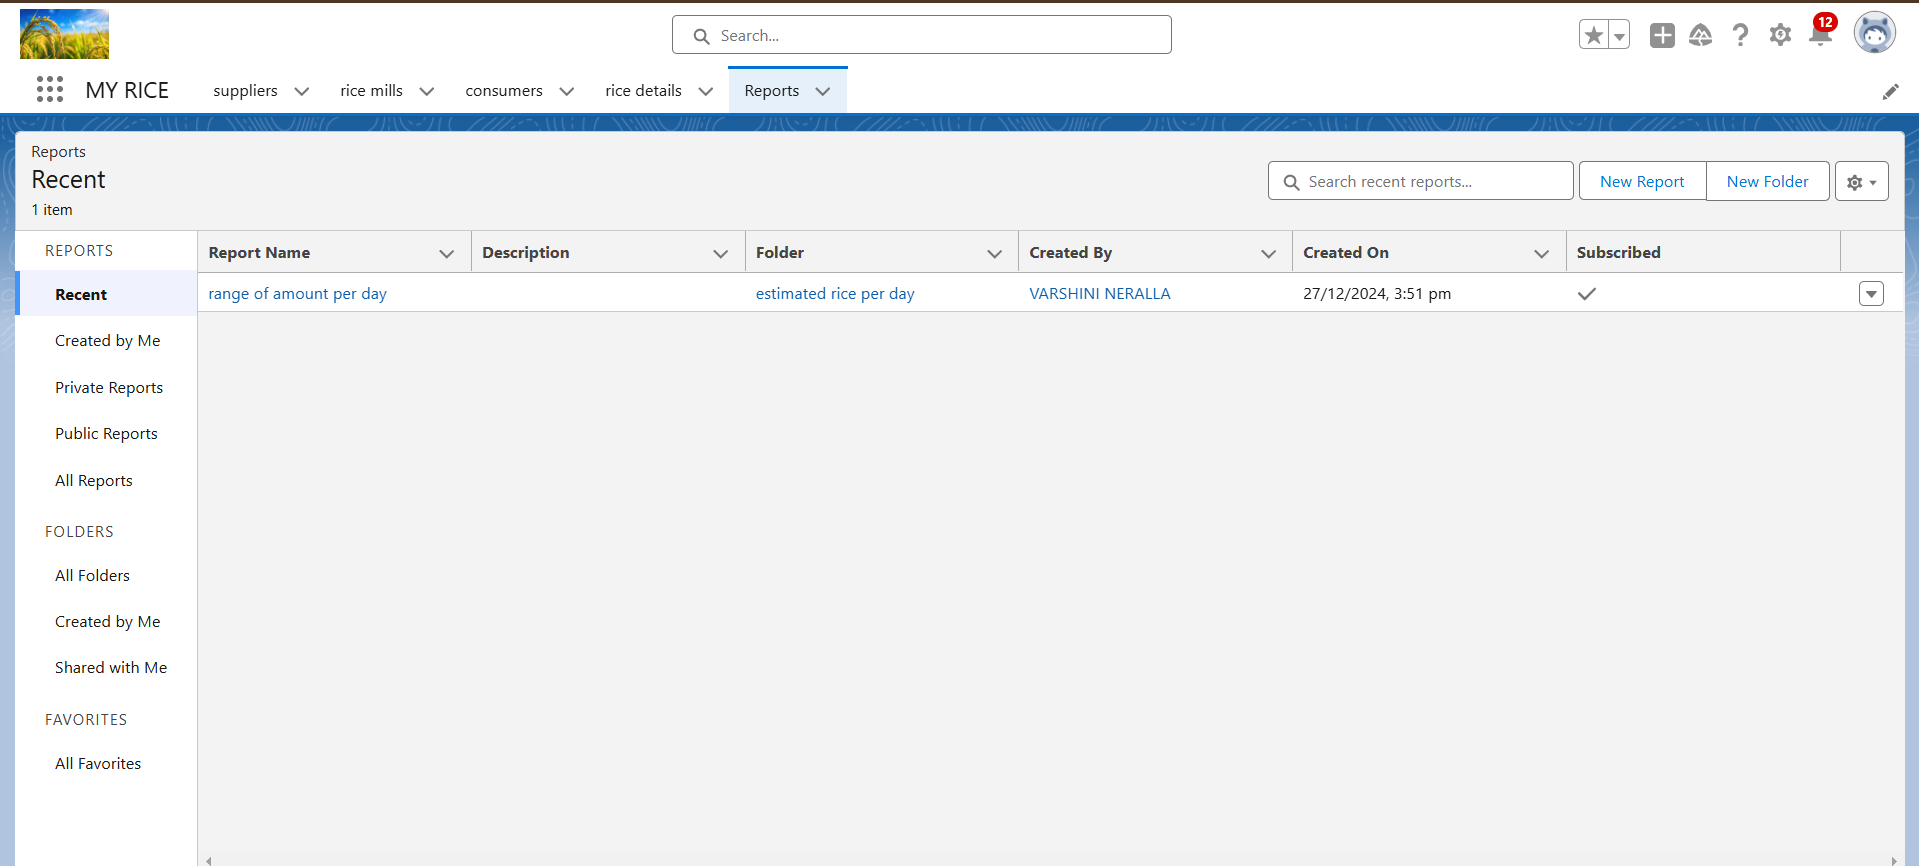 Search...
12
MY RICE
suppliers
rice mills
consumers
rice details
Reports
Reports
Recent
1 item
Search recent reports...
New Report
New Folder
REPORTS
Recent
Created by Me
Private Reports
Public Reports
All Reports
FOLDERS
All Folders
Created by Me
Shared with Me
FAVORITES
All Favorites
Report Name Description Folder Created By Created On Subscribed
range of amount per day estimated rice per day VARSHINI NERALLA 27/12/2024, 3:51 pm